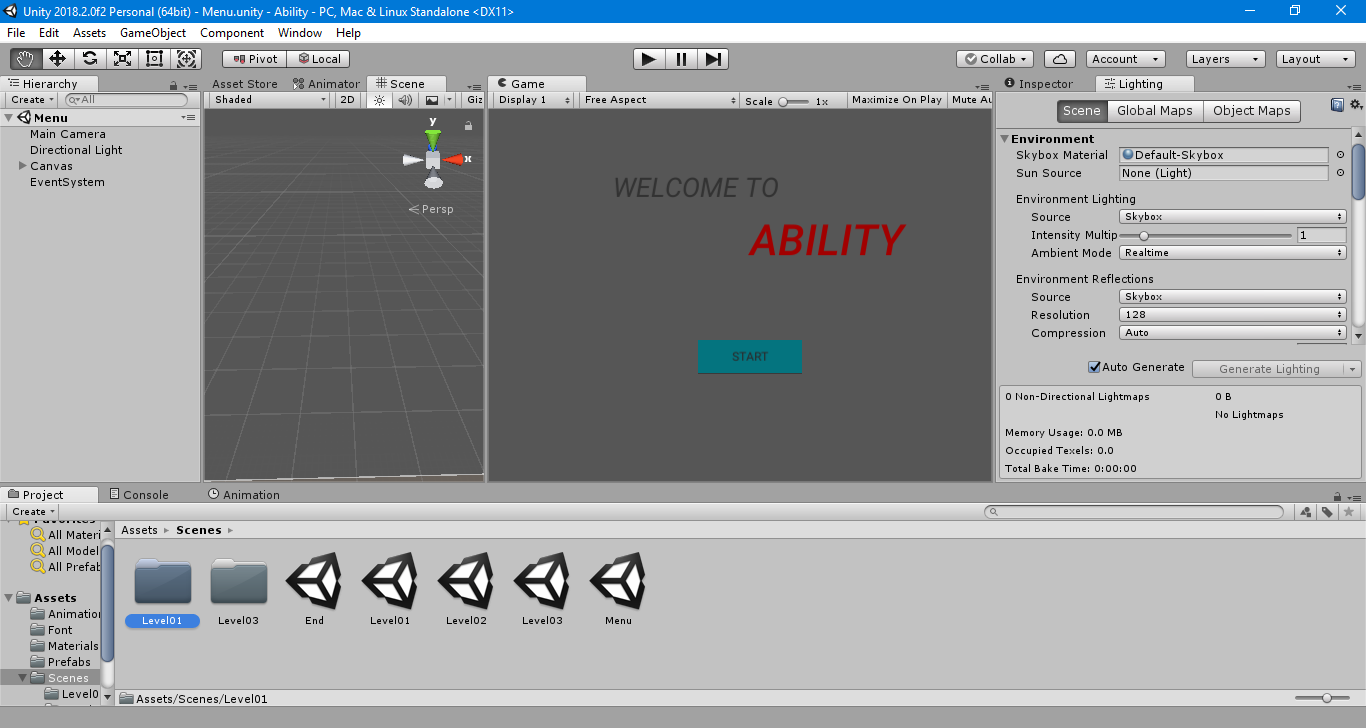 Unity 2018.2.0f2 Personal (64bit) - Menu.unity - Ability - PC, Mac & Linux Standalone <DX11>
File Edit Assets GameObject Component Window Help
Pivot Local Collab Account Layers Layout
Hierarchy
Create All
Menu
Main Camera
Directional Light
Canvas
EventSystem
Asset Store Animator Scene
Shaded 2D Giz
y
x
Persp
Game
Display 1 Free Aspect Scale 1x Maximize On Play Mute Au
WELCOME TO
ABILITY
START
Inspector Lighting
Scene Global Maps Object Maps
Environment
Skybox Material Default-Skybox
Sun Source None (Light)
Environment Lighting
Source Skybox
Intensity Multip 1
Ambient Mode Realtime
Environment Reflections
Source Skybox
Resolution 128
Compression Auto
Auto Generate Generate Lighting
0 Non-Directional Lightmaps 0 B
No Lightmaps
Memory Usage: 0.0 MB
Occupied Texels: 0.0
Total Bake Time: 0:00:00
Project Console Animation
Create
Favorites
All Materi
All Model
All Prefab
Assets
Animation
Font
Materials
Prefabs
Scenes
Level0
Assets Scenes
Level01 Level03 End Level01 Level02 Level03 Menu
Assets/Scenes/Level01